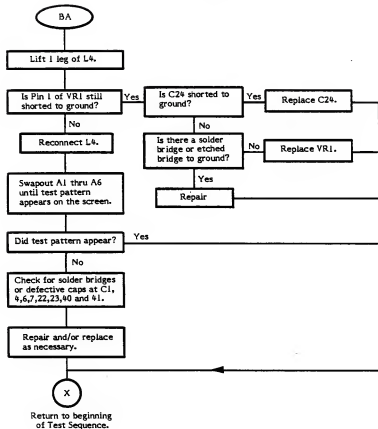 BA
Lift 1 leg of L4.
Is Pin 1 of VR1 still
shorted to ground?
Yes
Is C24 shorted to
ground?
Yes
Replace C24.
No
No
Reconnect L4.
Is there a solder
bridge or etched
bridge to ground?
No
Replace VR1.
Yes
Swapout A1 thru A6
until test pattern
appears on the screen.
Repair
Did test pattern appear?
Yes
No
Check for solder bridges
or defective caps at C1,
4,6,7,22,23,40 and 41.
Repair and/or replace
as necessary.
X
Return to beginning
of Test Sequence.